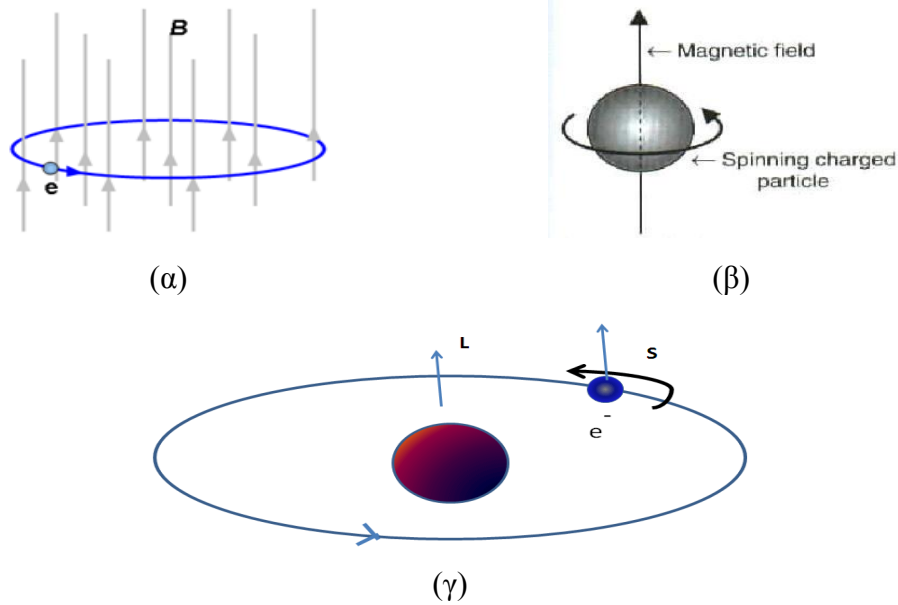 B
e
(α)
← Magnetic field
← Spinning charged
particle
(β)
L
S
e-
(γ)